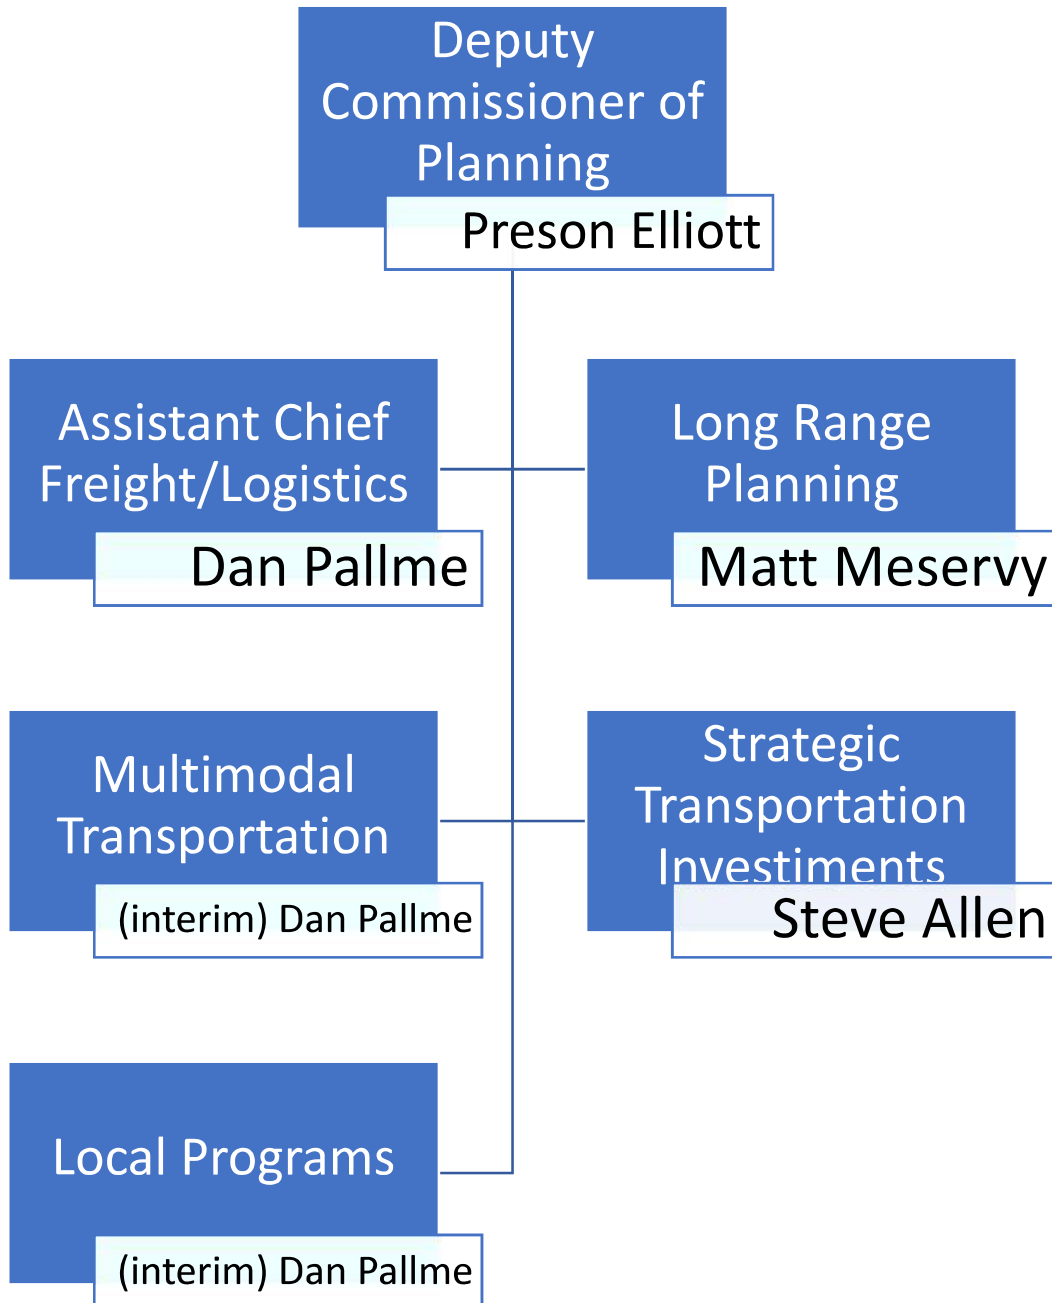 Deputy
Commissioner of
Planning
Preson Elliott
Assistant Chief
Freight/Logistics
Dan Pallme
Long Range
Planning
Matt Meservy
Multimodal
Transportation
(interim) Dan Pallme
Strategic
Transportation
Investiments
Steve Allen
Local Programs
(interim) Dan Pallme